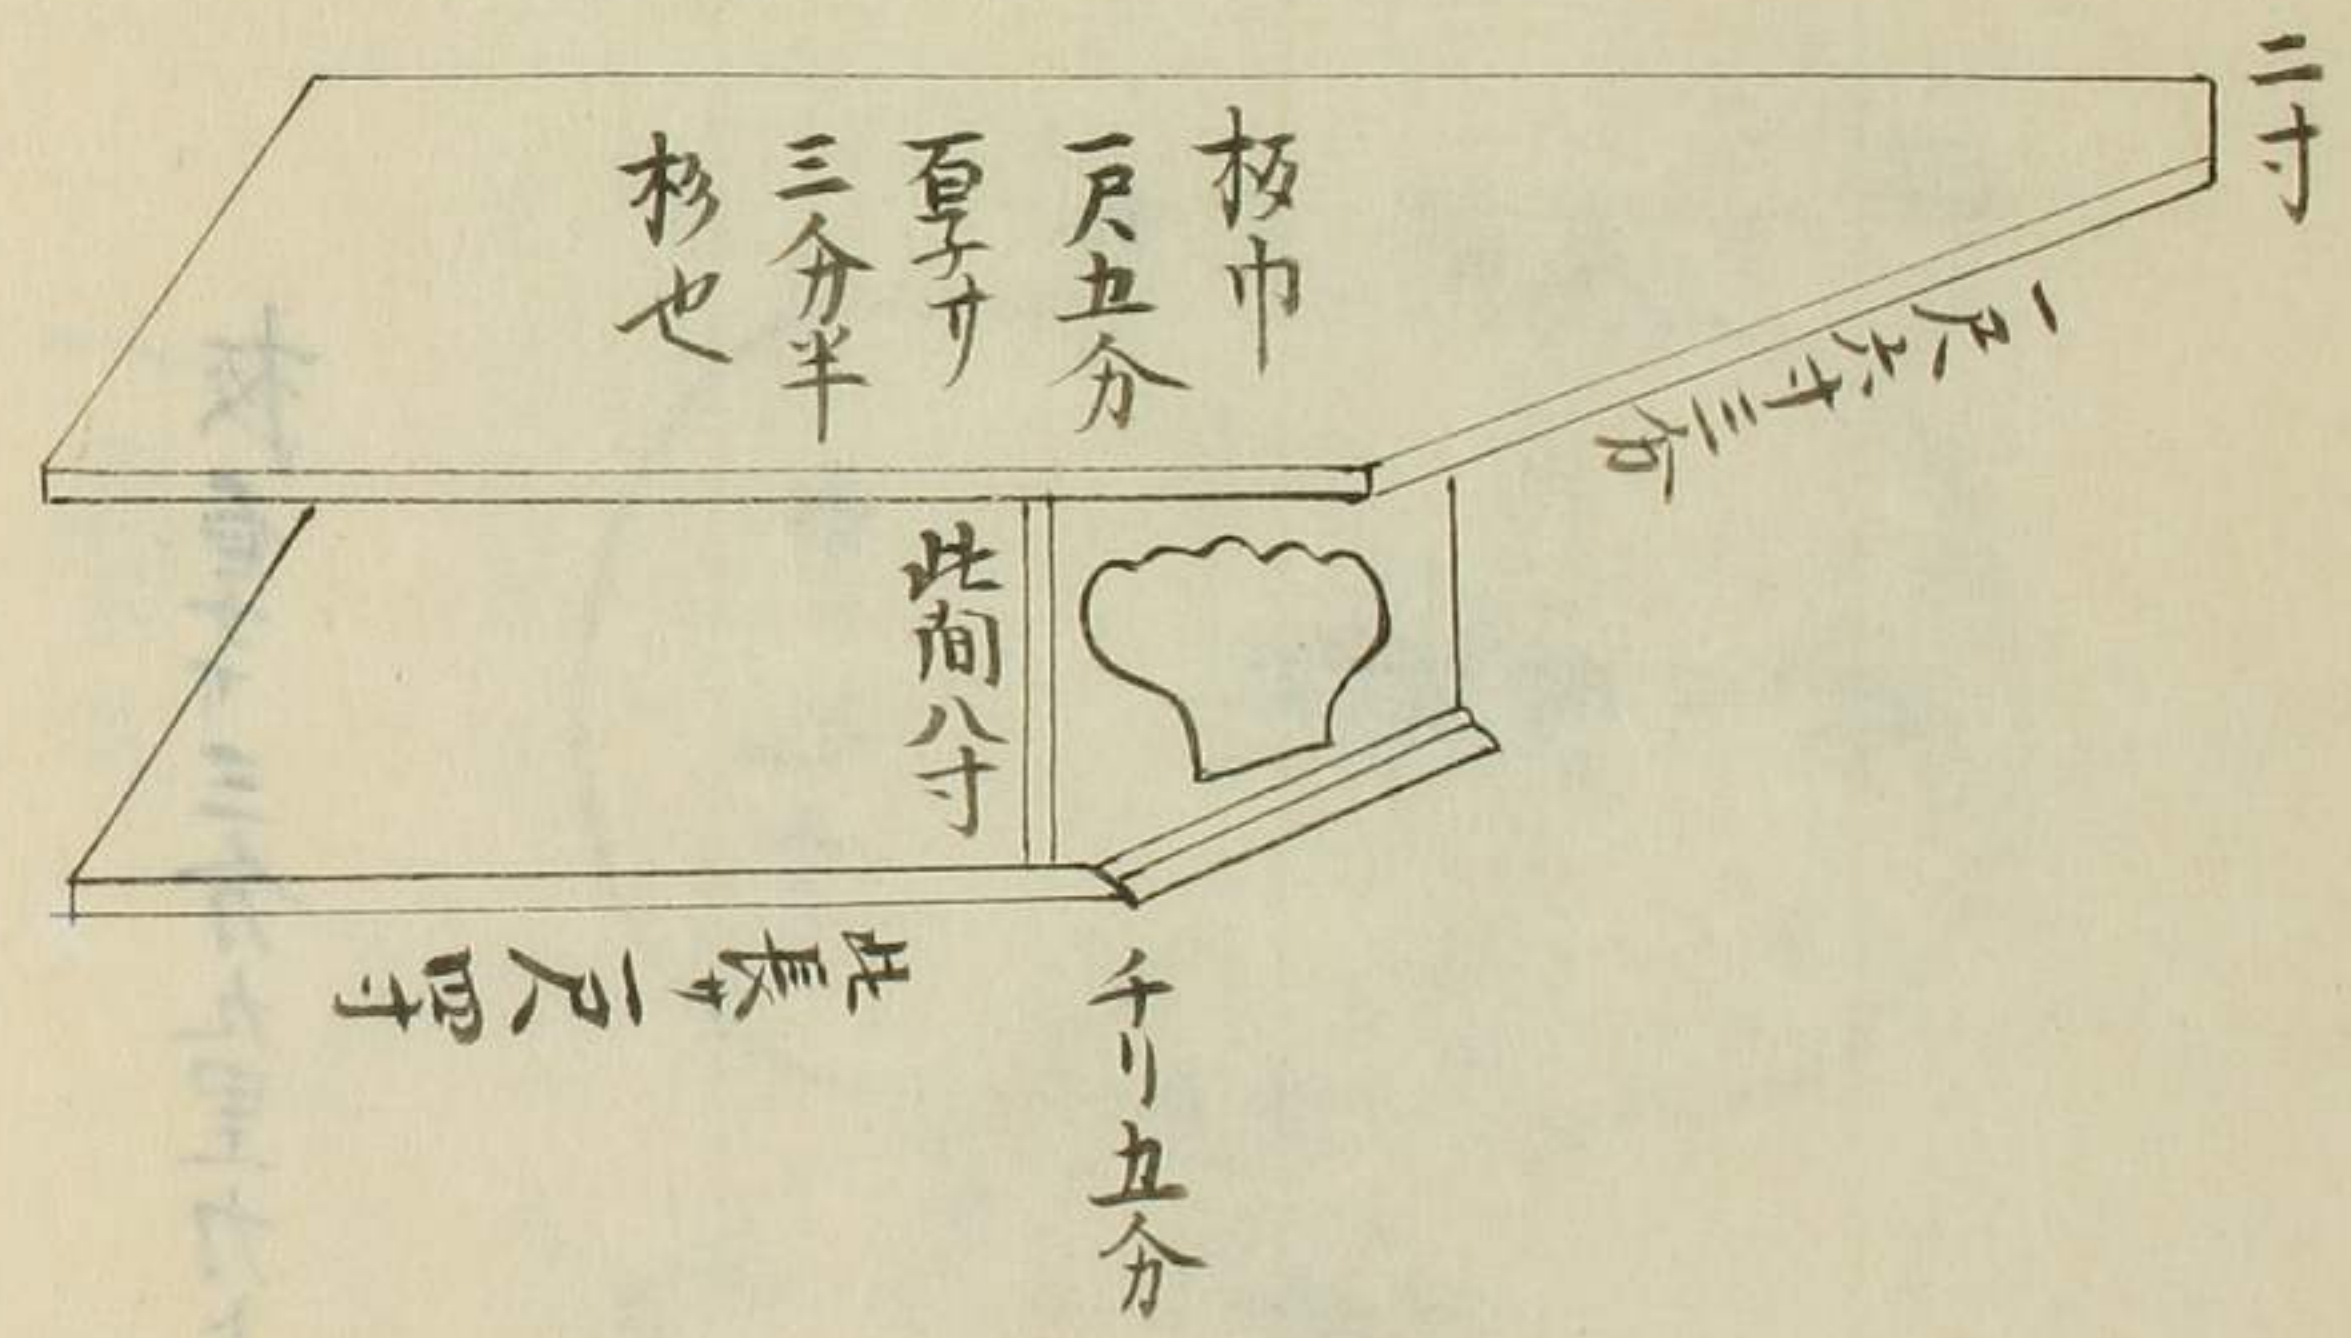 二寸
一尺六寸三分
板巾
一尺五分
厚サ
三分半
杉也
此間八寸
チリ五分
此長サ一尺四寸